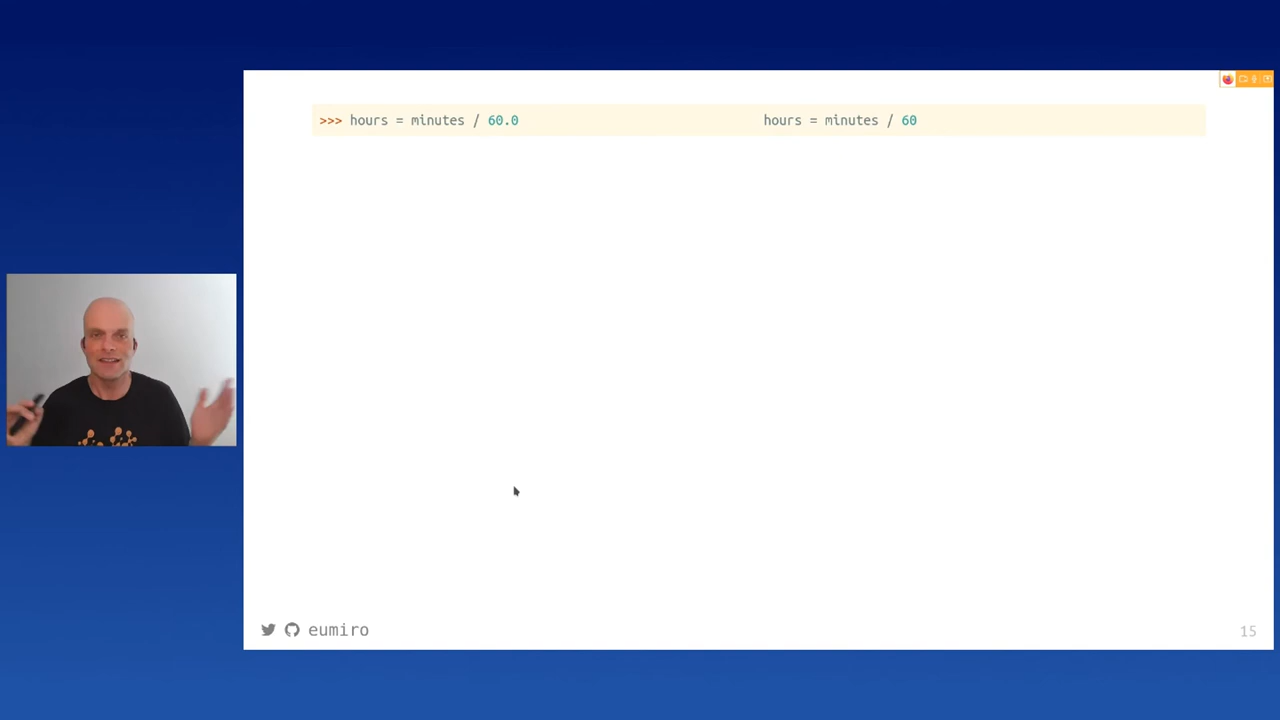 >>> hours = minutes / 60.0 hours = minutes / 60
eumiro
15